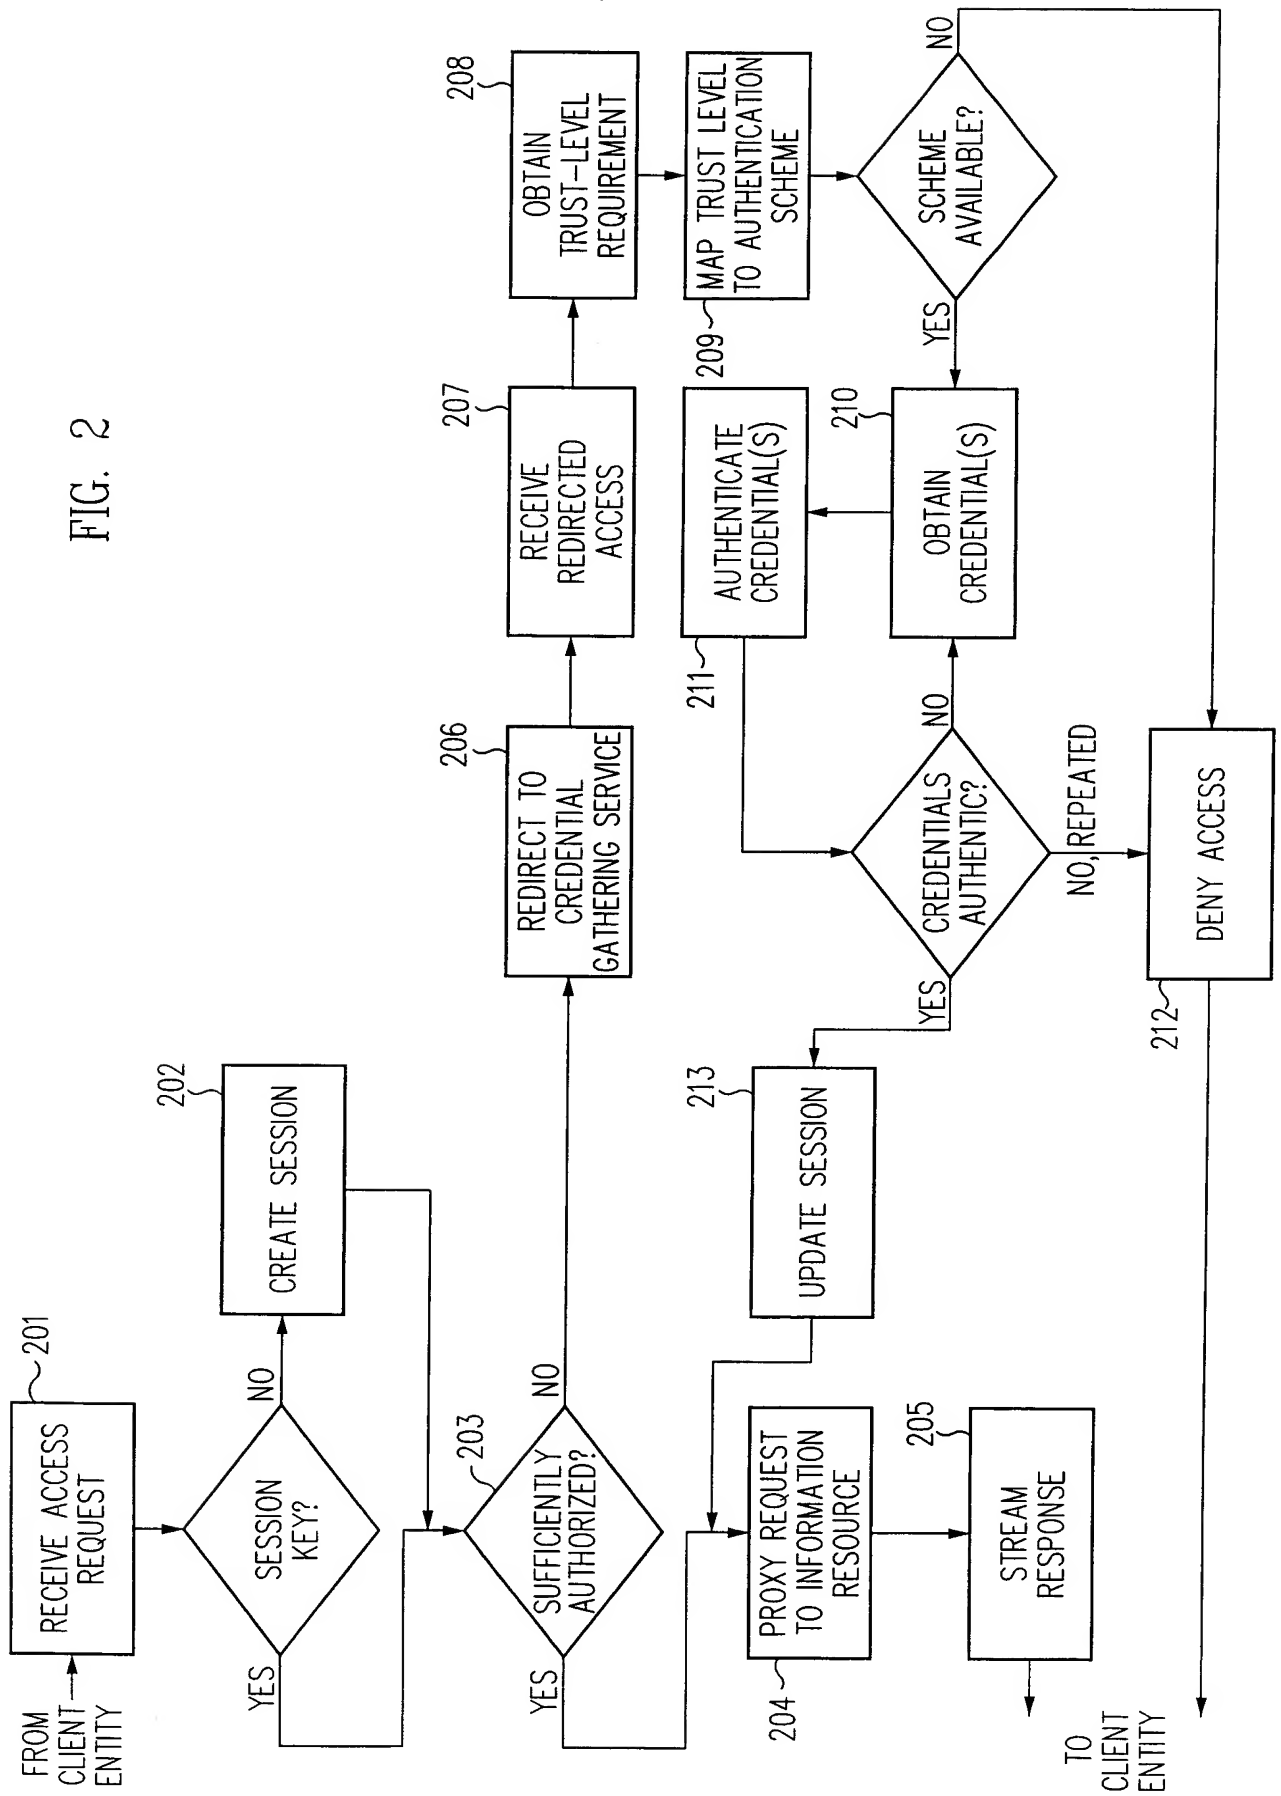 FIG. 2
FROM
CLIENT
ENTITY
201
RECEIVE ACCESS
REQUEST
SESSION
KEY?
NO
YES
202
CREATE SESSION
203
SUFFICIENTLY
AUTHORIZED?
NO
YES
204
PROXY REQUEST
TO INFORMATION
RESOURCE
205
STREAM
RESPONSE
TO
CLIENT
ENTITY
206
REDIRECT TO
CREDENTIAL
GATHERING SERVICE
207
RECEIVE
REDIRECTED
ACCESS
208
OBTAIN
TRUST-LEVEL
REQUIREMENT
209
MAP TRUST LEVEL
TO AUTHENTICATION
SCHEME
SCHEME
AVAILABLE?
NO
YES
210
OBTAIN
CREDENTIAL(S)
211
AUTHENTICATE
CREDENTIAL(S)
CREDENTIALS
AUTHENTIC?
NO
NO, REPEATED
YES
212
DENY ACCESS
213
UPDATE SESSION